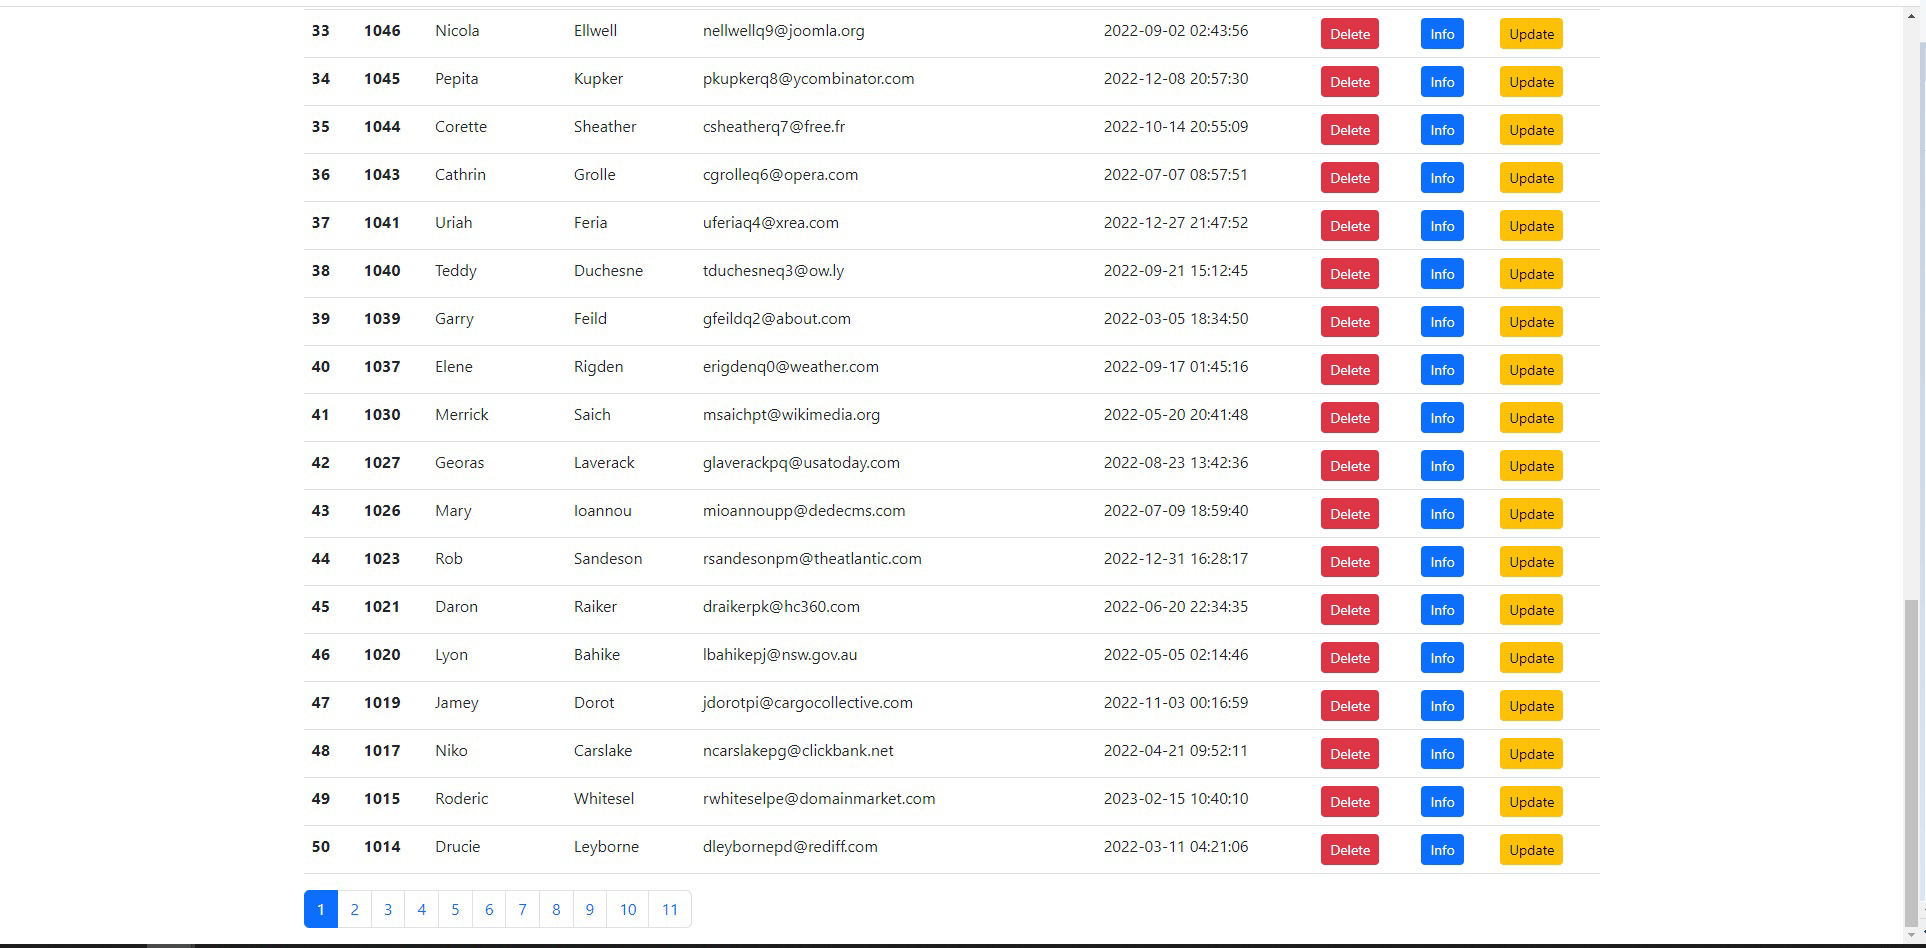 33 1046 Nicola Ellwell nellwellq9@joomla.org 2022-09-02 02:43:56 Delete Info Update
34 1045 Pepita Kupker pkupkerq8@ycombinator.com 2022-12-08 20:57:30 Delete Info Update
35 1044 Corette Sheather csheatherq7@free.fr 2022-10-14 20:55:09 Delete Info Update
36 1043 Cathrin Grolle cgrolleq6@opera.com 2022-07-07 08:57:51 Delete Info Update
37 1041 Uriah Feria uferiaq4@xrea.com 2022-12-27 21:47:52 Delete Info Update
38 1040 Teddy Duchesne tduchesneq3@ow.ly 2022-09-21 15:12:45 Delete Info Update
39 1039 Garry Feild gfeildq2@about.com 2022-03-05 18:34:50 Delete Info Update
40 1037 Elene Rigden erigdenq0@weather.com 2022-09-17 01:45:16 Delete Info Update
41 1030 Merrick Saich msaichpt@wikimedia.org 2022-05-20 20:41:48 Delete Info Update
42 1027 Georas Laverack glaverackpq@usatoday.com 2022-08-23 13:42:36 Delete Info Update
43 1026 Mary Ioannou mioannoupp@dedecms.com 2022-07-09 18:59:40 Delete Info Update
44 1023 Rob Sandeson rsandesonpm@theatlantic.com 2022-12-31 16:28:17 Delete Info Update
45 1021 Daron Raiker draikerpk@hc360.com 2022-06-20 22:34:35 Delete Info Update
46 1020 Lyon Bahike lbahikepj@nsw.gov.au 2022-05-05 02:14:46 Delete Info Update
47 1019 Jamey Dorot jdorotpi@cargocollective.com 2022-11-03 00:16:59 Delete Info Update
48 1017 Niko Carslake ncarslakepg@clickbank.net 2022-04-21 09:52:11 Delete Info Update
49 1015 Roderic Whitesel rwhiteselpe@domainmarket.com 2023-02-15 10:40:10 Delete Info Update
50 1014 Drucie Leyborne dleybornepd@rediff.com 2022-03-11 04:21:06 Delete Info Update
1 2 3 4 5 6 7 8 9 10 11